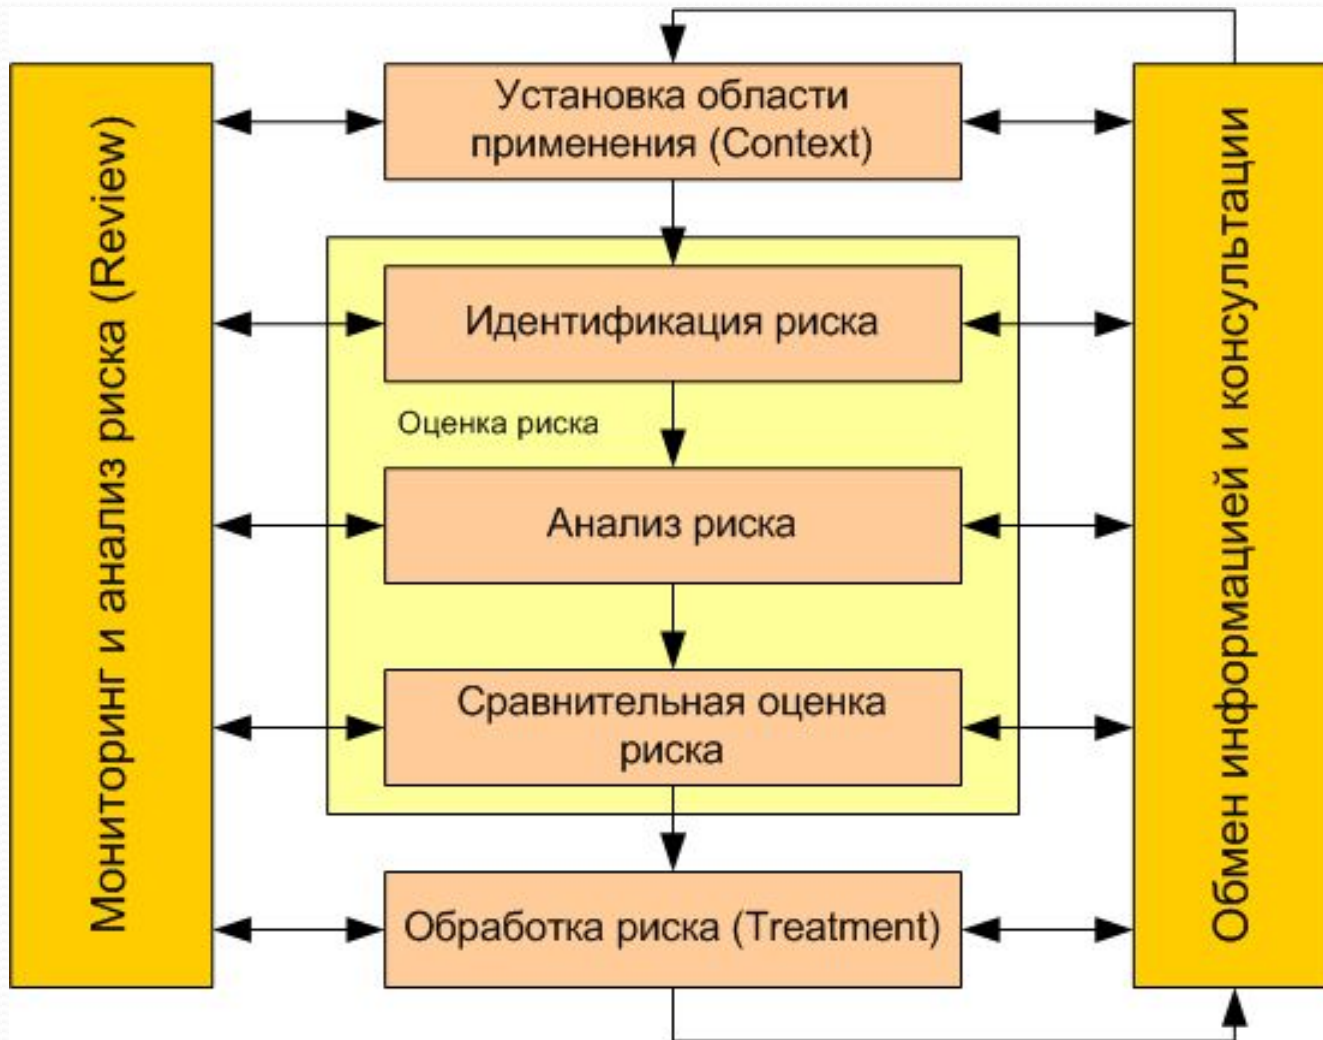 Мониторинг и анализ риска (Review)
Установка области
применения (Context)
Идентификация риска
Оценка риска
Анализ риска
Сравнительная оценка
риска
Обработка риска (Treatment)
Обмен информацией и консультации